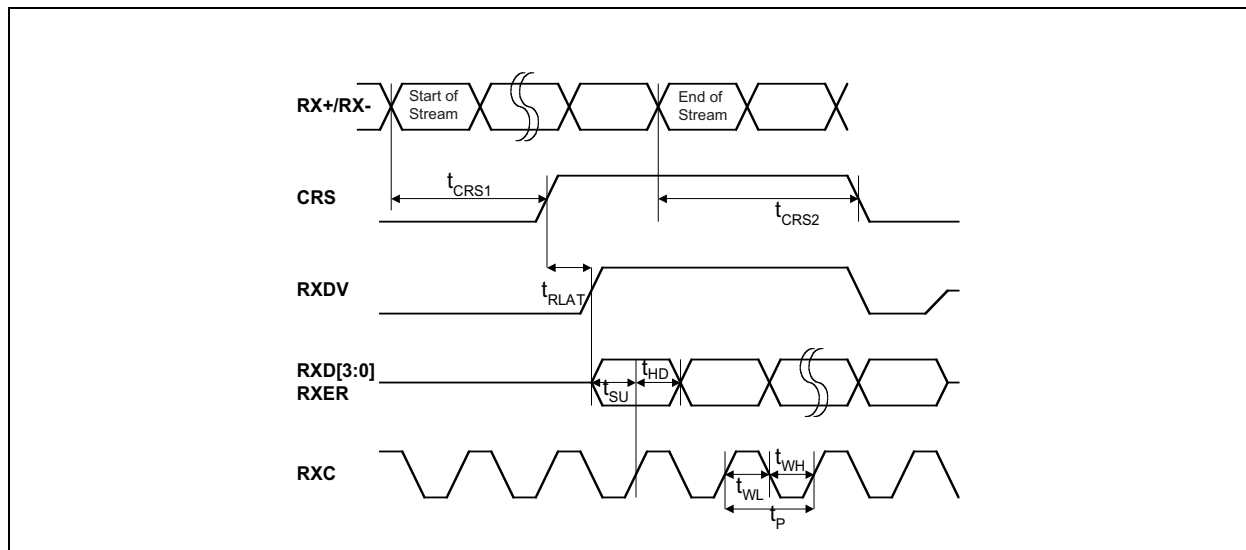 RX+/RX-
Start of
Stream
End of
Stream
CRS
tCRS1
tCRS2
RXDV
tRLAT
RXD[3:0]
RXER
tSU
tHD
RXC
tWL
tWH
tP